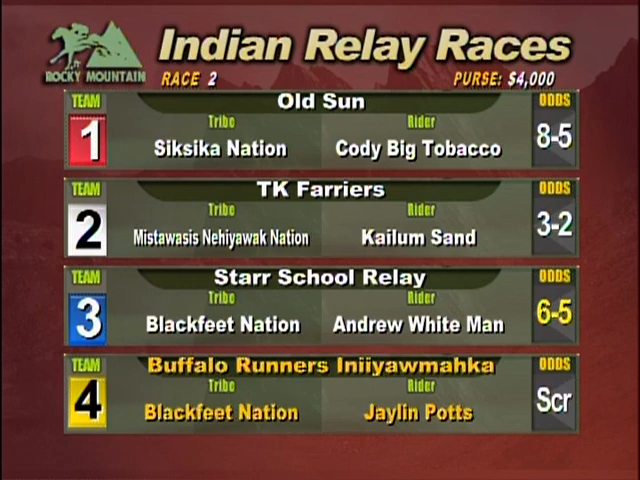 Indian Relay Races
ROCKY MOUNTAIN
RACE 2 PURSE: $4,000
TEAM Old Sun ODDS
1 Tribe Rider 8-5
Siksika Nation Cody Big Tobacco
TEAM TK Farriers ODDS
2 Tribe Rider 3-2
Mistawasis Nehiyawak Nation Kailum Sand
TEAM Starr School Relay ODDS
3 Tribe Rider 6-5
Blackfeet Nation Andrew White Man
TEAM Buffalo Runners Iniiyawmahka ODDS
4 Tribe Rider Scr
Blackfeet Nation Jaylin Potts